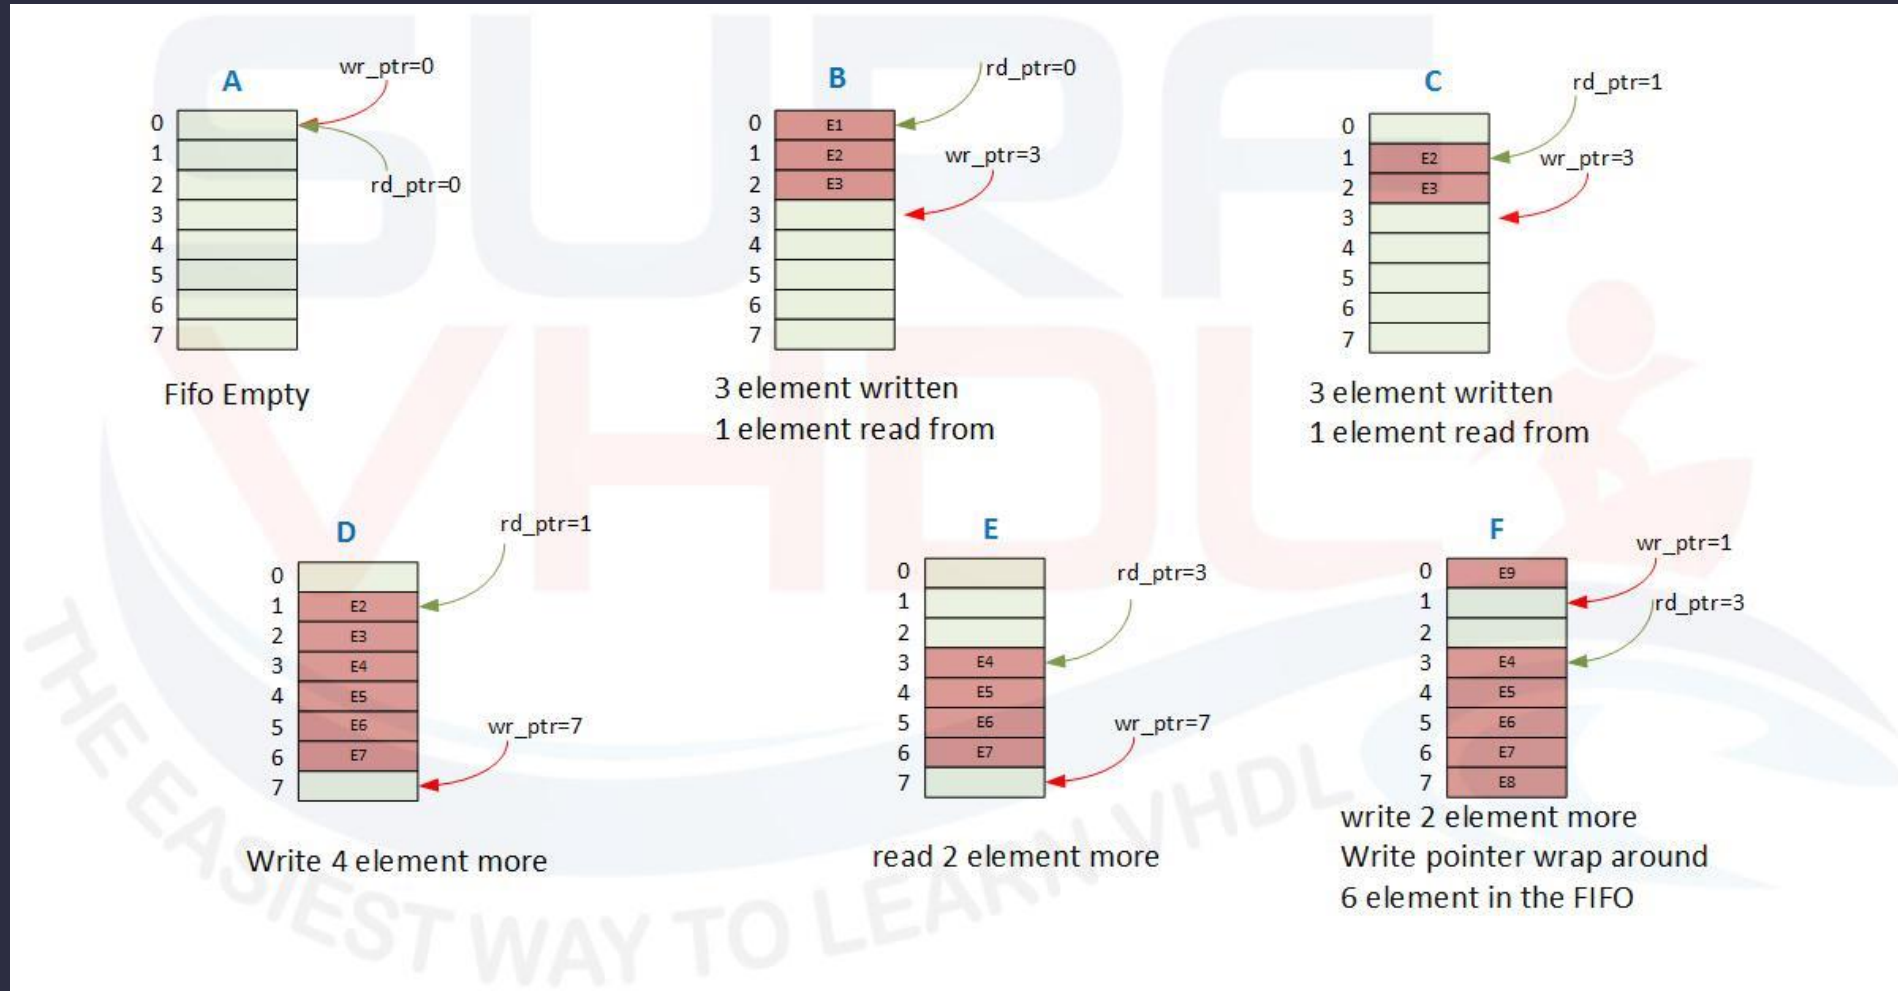 SURF
VHDL
THE EASIEST WAY TO LEARN VHDL
A
wr_ptr=0
rd_ptr=0
0
1
2
3
4
5
6
7
Fifo Empty
B
rd_ptr=0
wr_ptr=3
0 E1
1 E2
2 E3
3
4
5
6
7
3 element written
1 element read from
C
rd_ptr=1
wr_ptr=3
0
1 E2
2 E3
3
4
5
6
7
3 element written
1 element read from
D
rd_ptr=1
0
1 E2
2 E3
3 E4
4 E5
5 E6
6 E7
7
wr_ptr=7
Write 4 element more
E
rd_ptr=3
0
1
2
3 E4
4 E5
5 E6
6 E7
7
wr_ptr=7
read 2 element more
F
wr_ptr=1
rd_ptr=3
0 E9
1
2
3 E4
4 E5
5 E6
6 E7
7 E8
write 2 element more
Write pointer wrap around
6 element in the FIFO